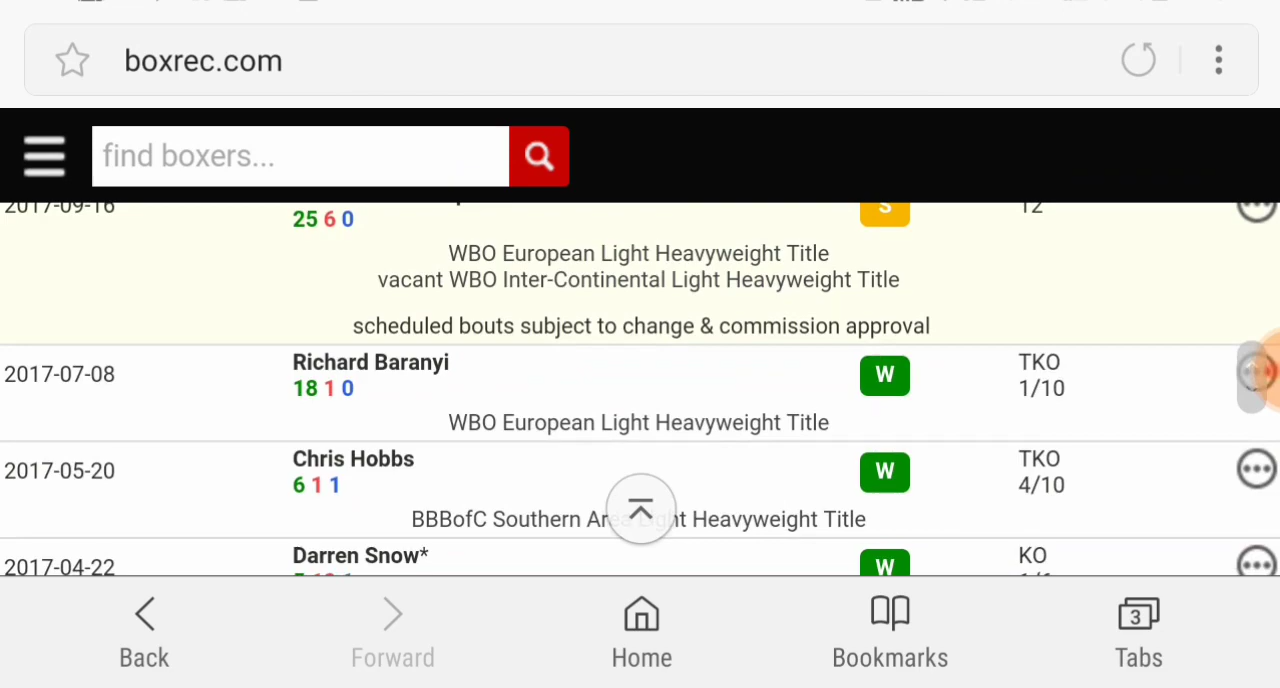 boxrec.com
find boxers...
2017-09-16
25 6 0
S
12
WBO European Light Heavyweight Title
vacant WBO Inter-Continental Light Heavyweight Title
scheduled bouts subject to change & commission approval
Richard Baranyi
2017-07-08
18 1 0
W
TKO
1/10
WBO European Light Heavyweight Title
Chris Hobbs
2017-05-20
6 1 1
W
TKO
4/10
BBBofC Southern Area Light Heavyweight Title
Darren Snow*
2017-04-22
W
KO
3
Back
Forward
Home
Bookmarks
Tabs